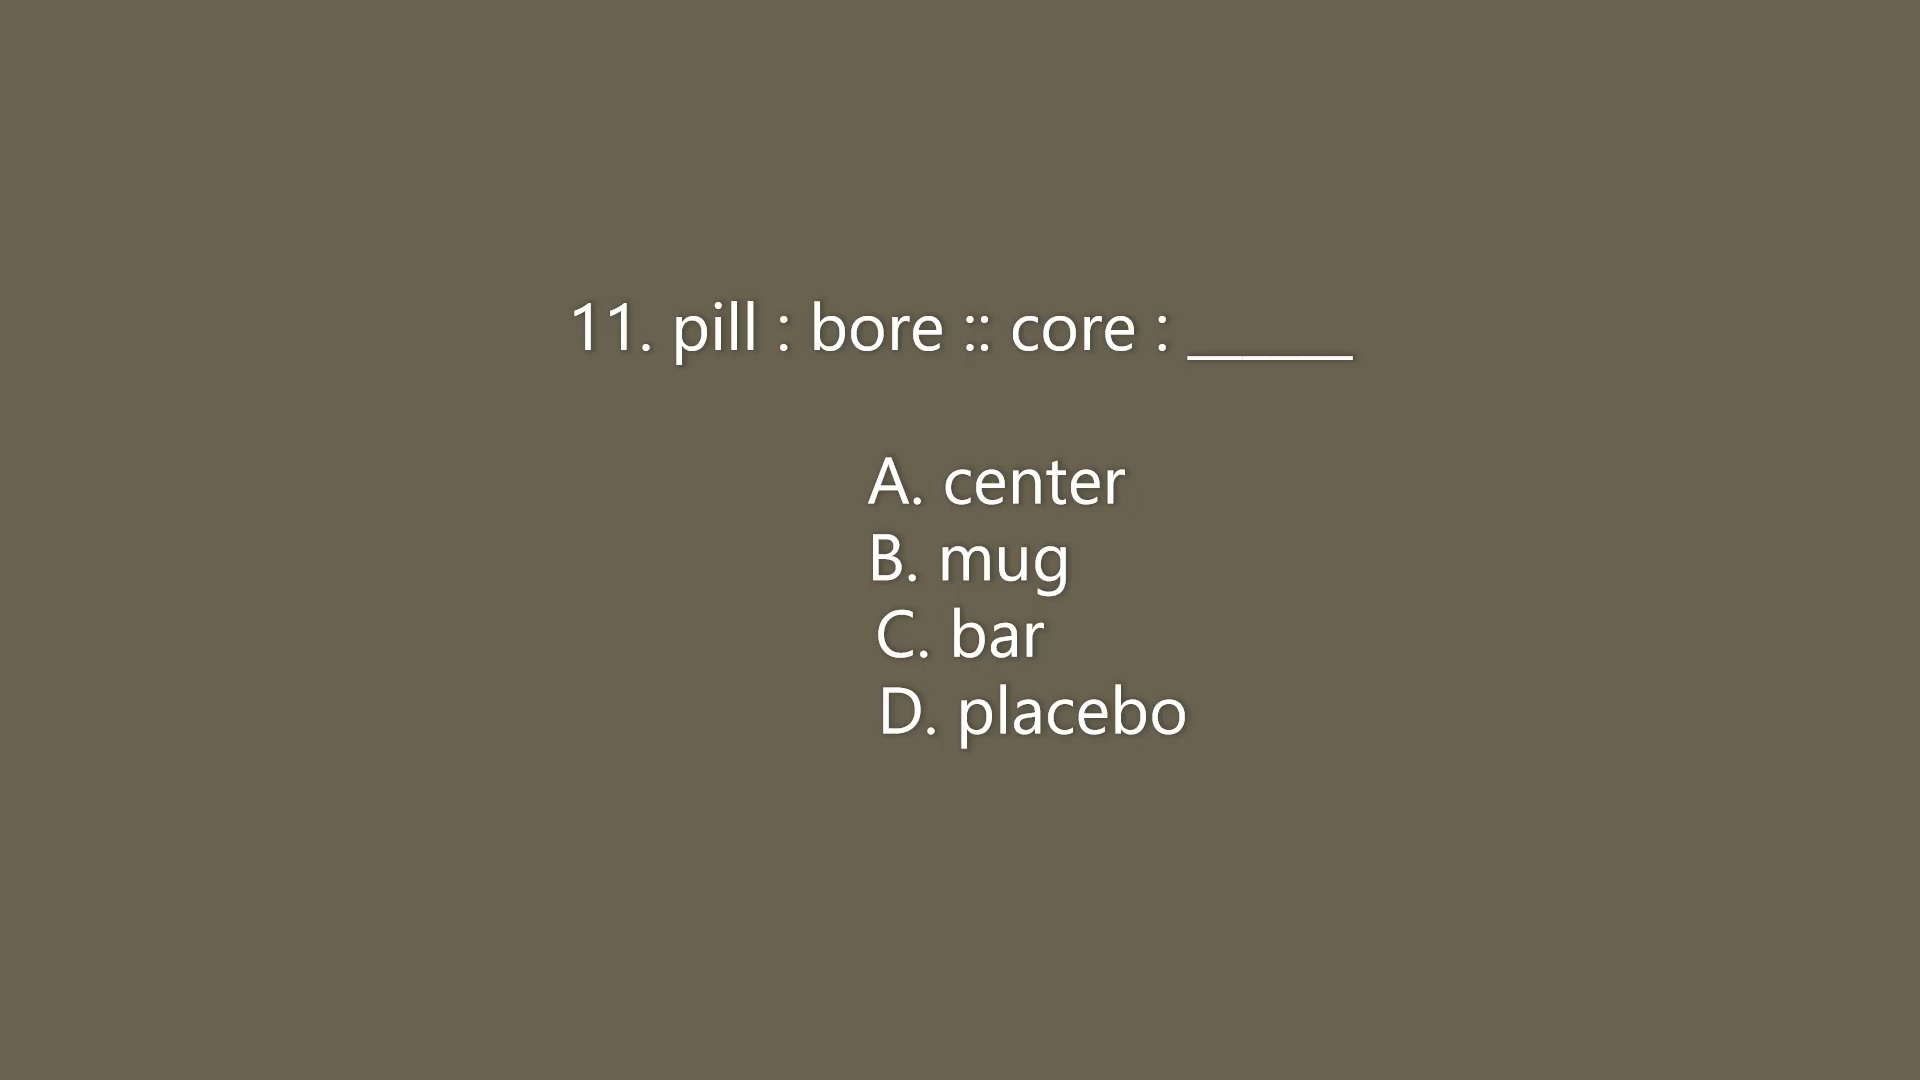 11. pill : bore :: core : ______
A. center
B. mug
C. bar
D. placebo